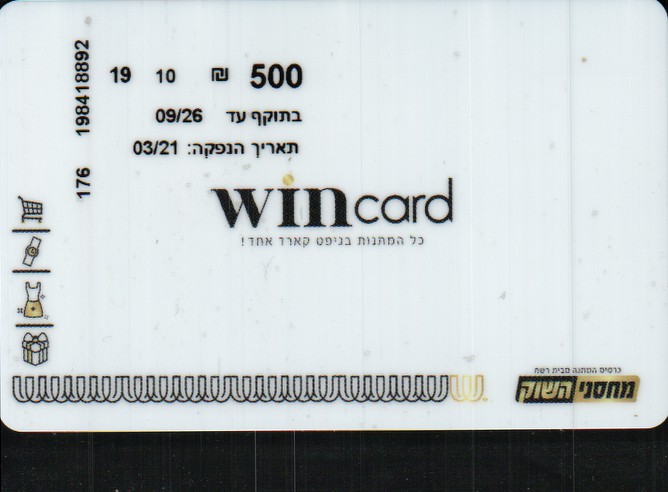 19 10 ₪ 500
בתוקף עד 09/26
תאריך הנפקה: 03/21
176 198418892
wincard
כל המתנות בגיפט קארד אחד!
כרטיס המתנה מבית רשת
מחסני השוק